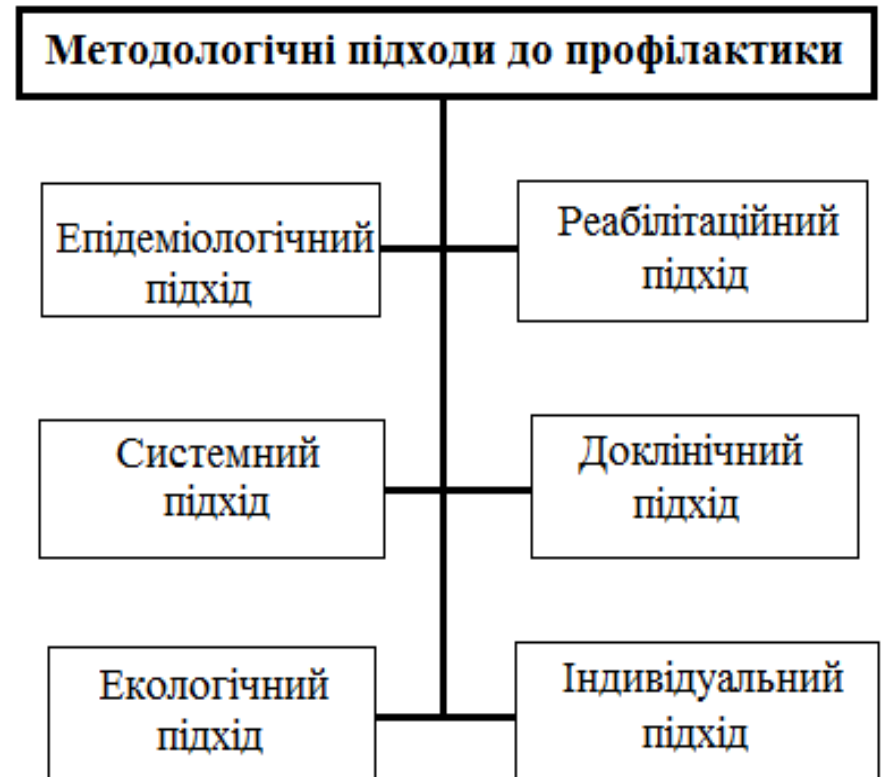 Методологічні підходи до профілактики
Епідеміологічний
підхід
Реабілітаційний
підхід
Системний
підхід
Доклінічний
підхід
Екологічний
підхід
Індивідуальний
підхід